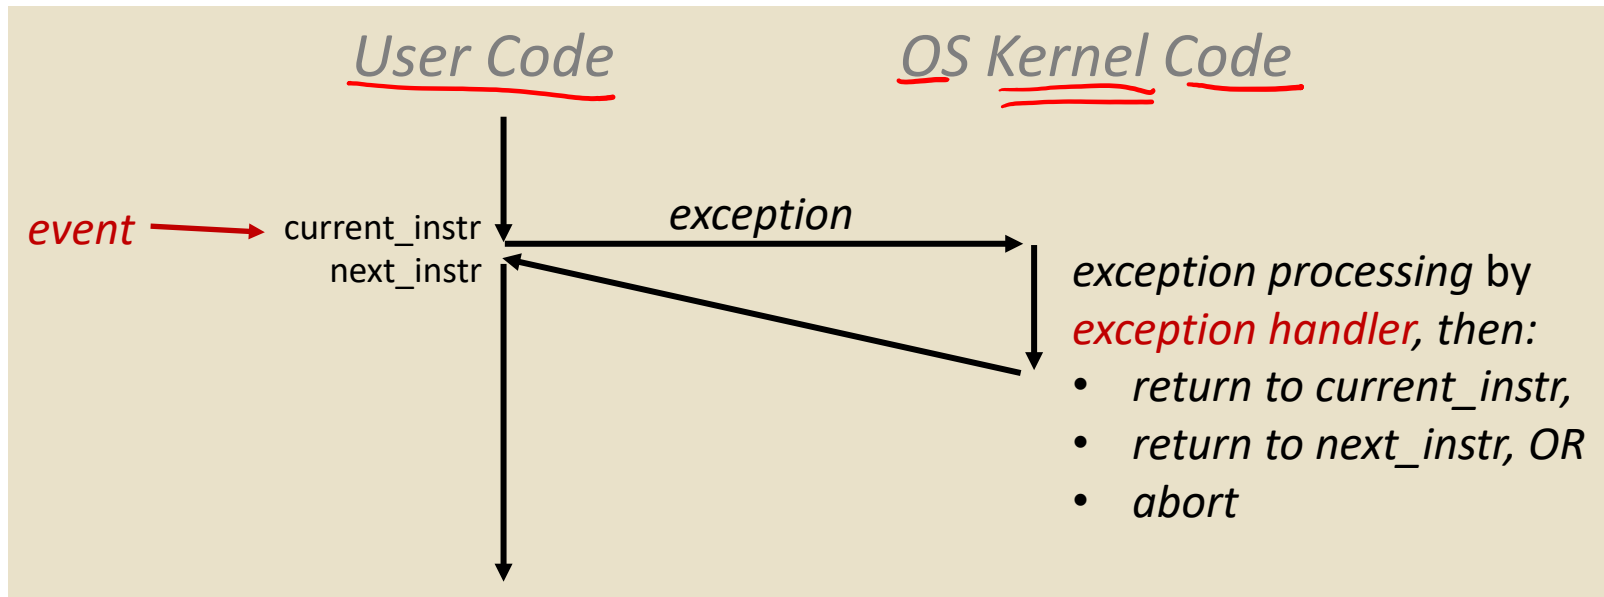 User Code
OS Kernel Code
event
current_instr
next_instr
exception
exception processing by
exception handler, then:
• return to current_instr,
• return to next_instr, OR
• abort